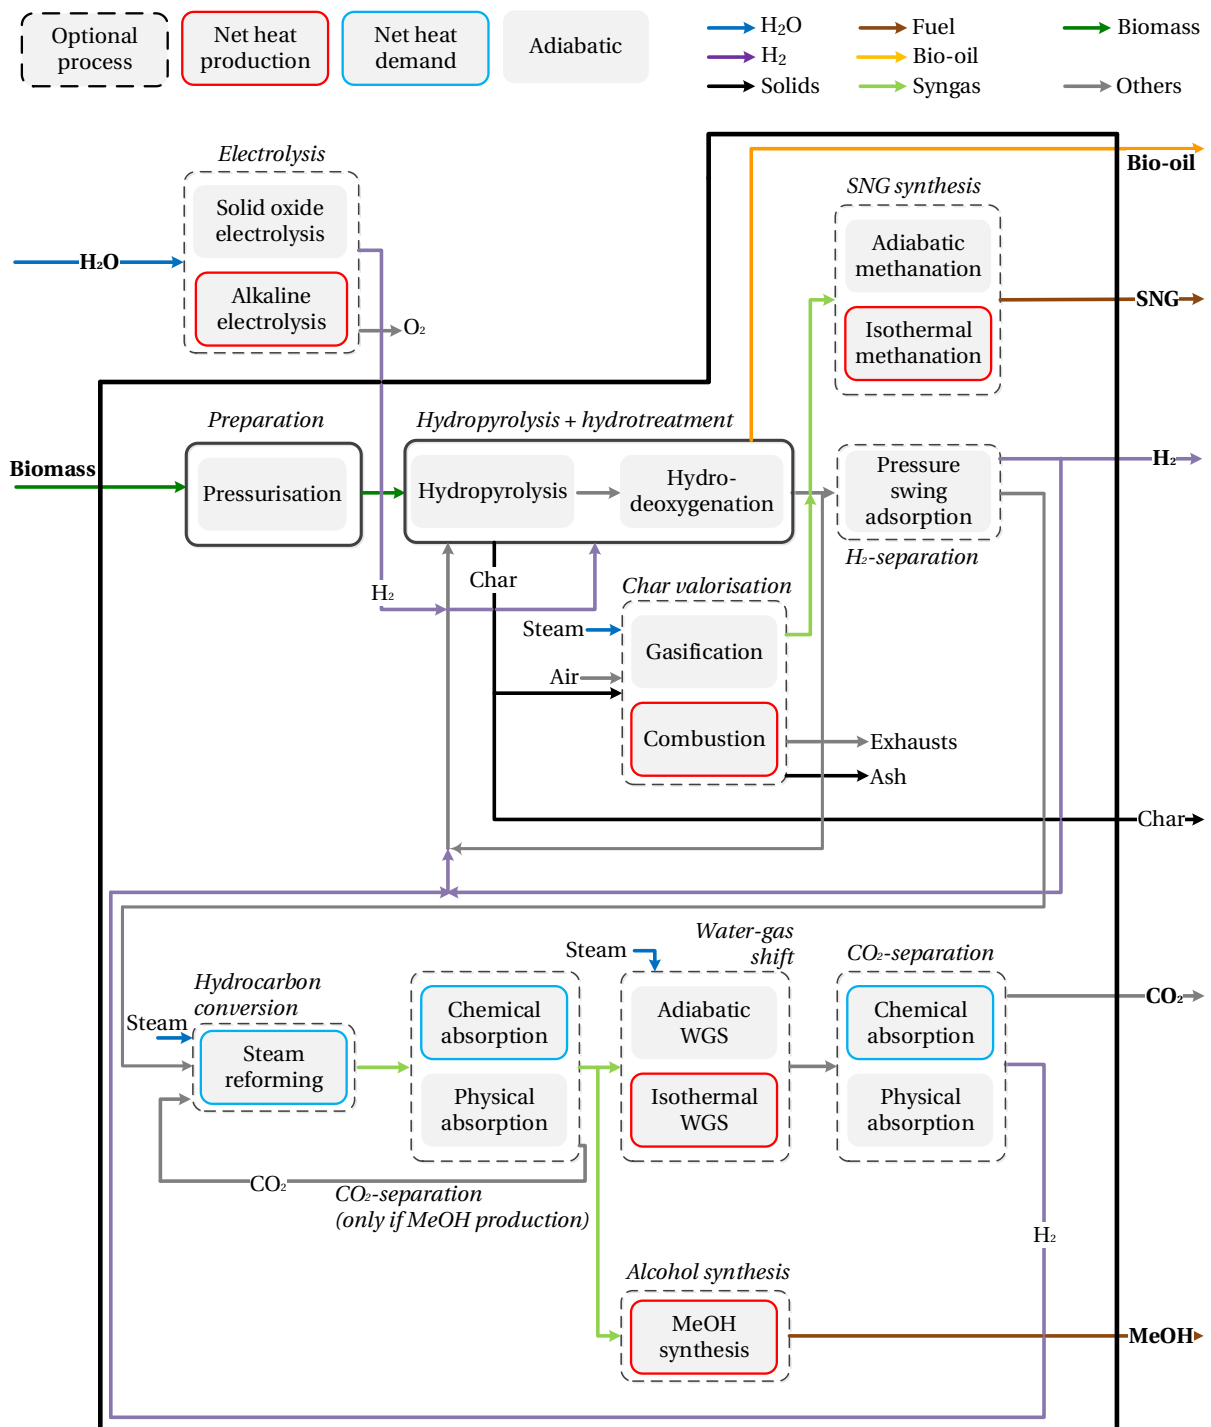 Optional
process
Net heat
production
Net heat
demand
Adiabatic
H₂O
H₂
Solids
Fuel
Bio-oil
Syngas
Biomass
Others
Electrolysis
Solid oxide
electrolysis
Alkaline
electrolysis
H₂O
O₂
Bio-oil
SNG synthesis
Adiabatic
methanation
Isothermal
methanation
SNG
Preparation
Biomass
Pressurisation
Hydropyrolysis + hydrotreatment
Hydropyrolysis
Hydro-
deoxygenation
Pressure
swing
adsorption
H₂-separation
H₂
H₂
Char
Char valorisation
Steam
Gasification
Air
Combustion
Exhausts
Ash
Char
Hydrocarbon
conversion
Steam
Steam
reforming
Chemical
absorption
Physical
absorption
CO₂
CO₂-separation
(only if MeOH production)
Steam
Water-gas
shift
Adiabatic
WGS
Isothermal
WGS
CO₂-separation
Chemical
absorption
Physical
absorption
CO₂
H₂
Alcohol synthesis
MeOH
synthesis
MeOH